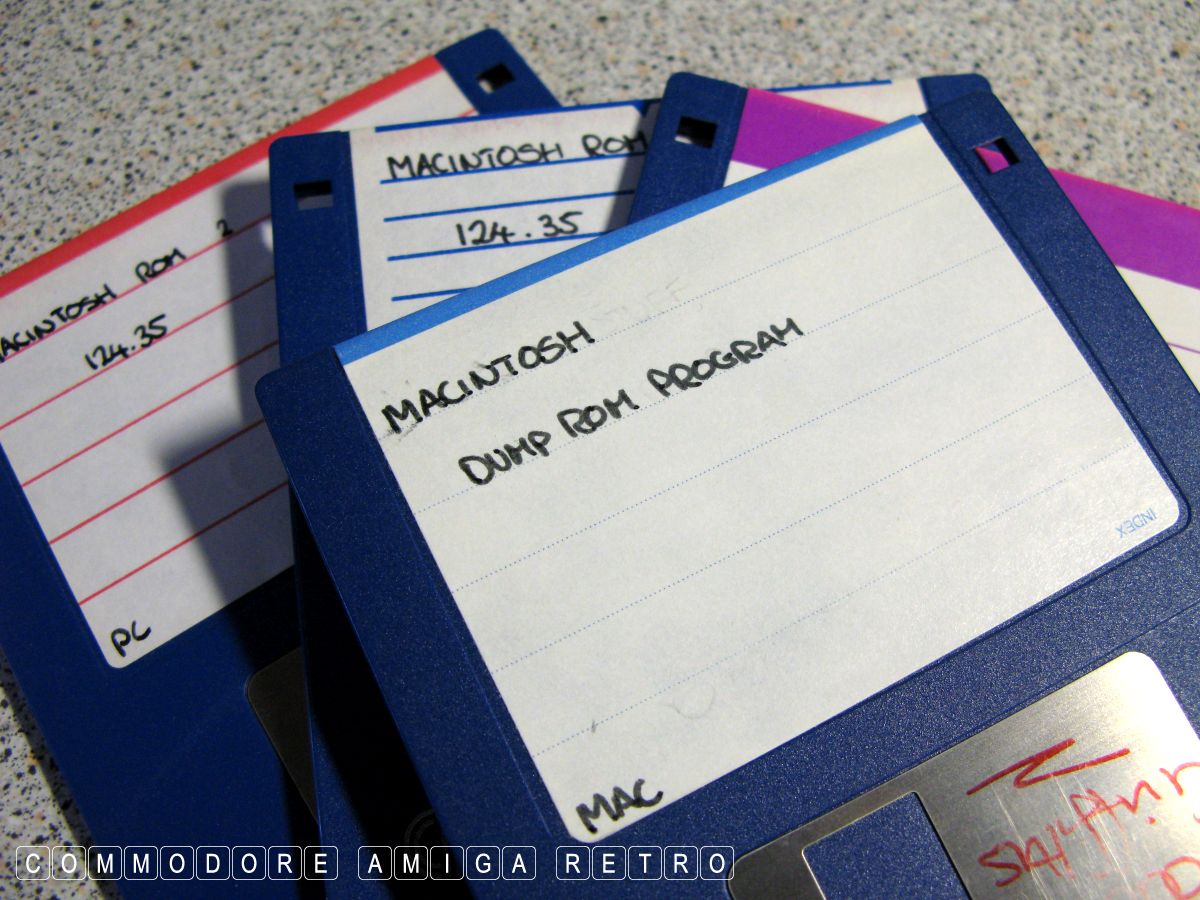 MACINTOSH ROM 2
124.35
PC
MACINTOSH ROM
124.35
MACINTOSH
DUMP ROM PROGRAM
INDEX
MAC
COMMODORE AMIGA RETRO